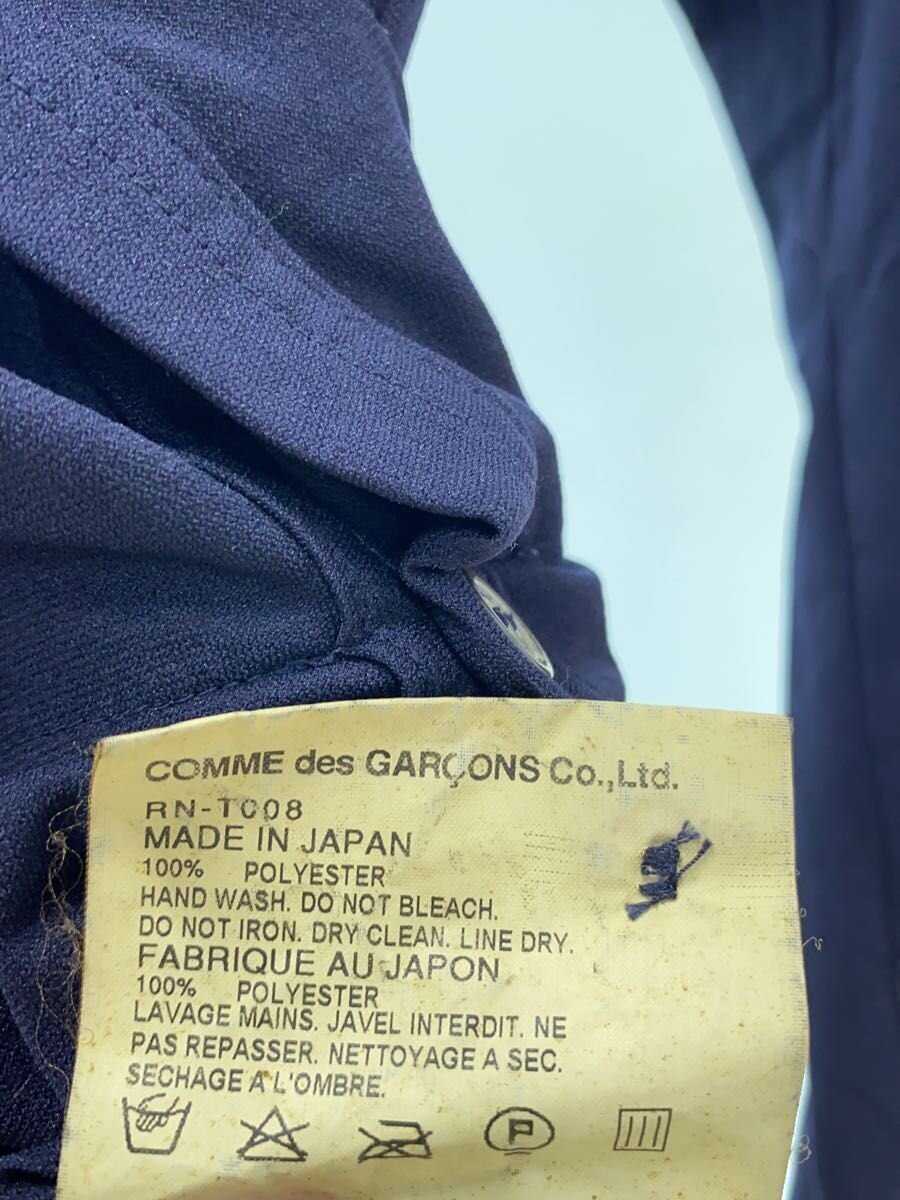 COMME des GARÇONS Co.,Ltd.
RN-TC08
MADE IN JAPAN
100% POLYESTER
HAND WASH. DO NOT BLEACH.
DO NOT IRON. DRY CLEAN. LINE DRY.
FABRIQUE AU JAPON
100% POLYESTER
LAVAGE MAINS. JAVEL INTERDIT. NE
PAS REPASSER. NETTOYAGE A SEC.
SECHAGE A L'OMBRE.
P